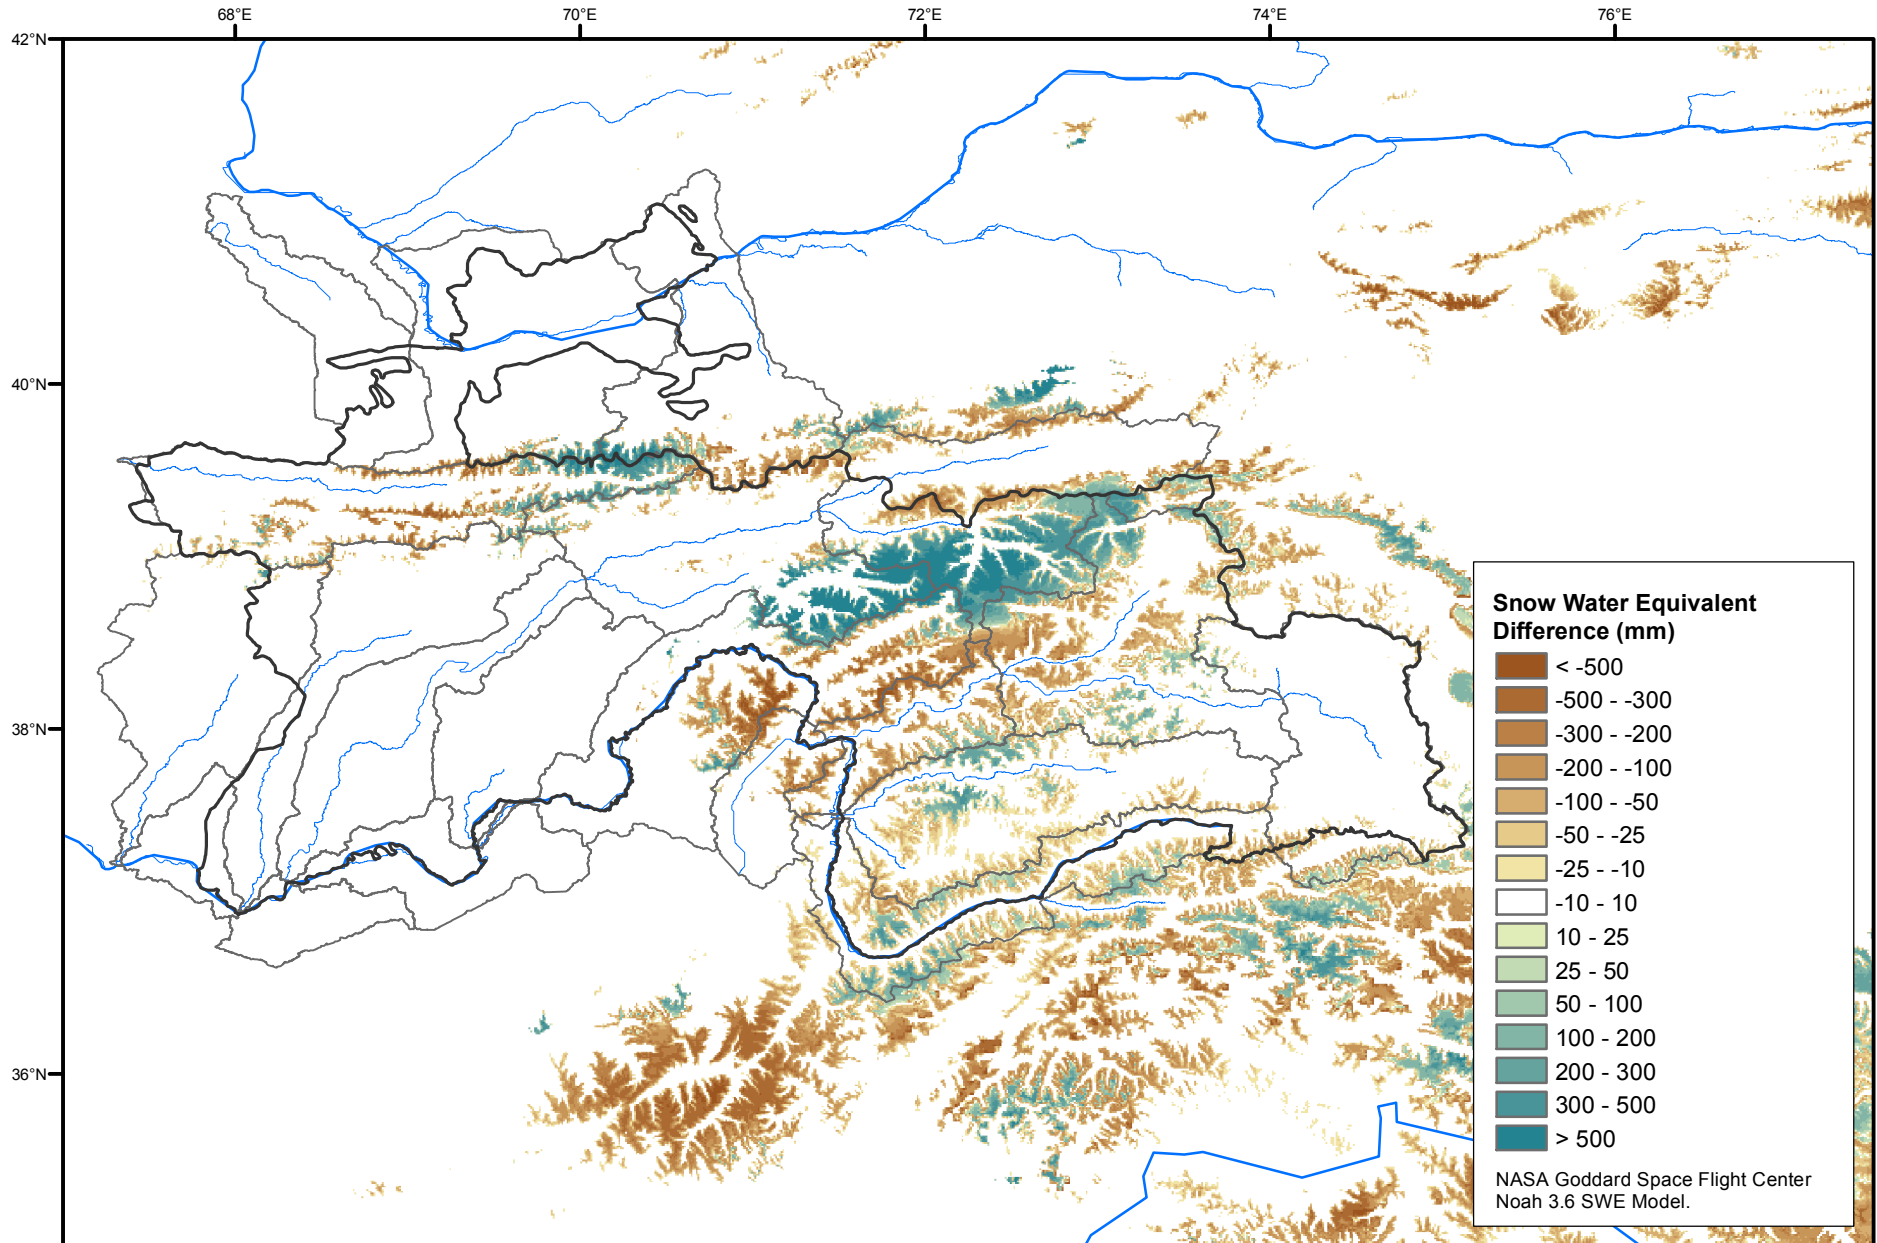 68°E 70°E 72°E 74°E 76°E
42°N
40°N
38°N
36°N
Snow Water Equivalent
Difference (mm)
< -500
-500 - -300
-300 - -200
-200 - -100
-100 - -50
-50 - -25
-25 - -10
-10 - 10
10 - 25
25 - 50
50 - 100
100 - 200
200 - 300
300 - 500
> 500
NASA Goddard Space Flight Center
Noah 3.6 SWE Model.